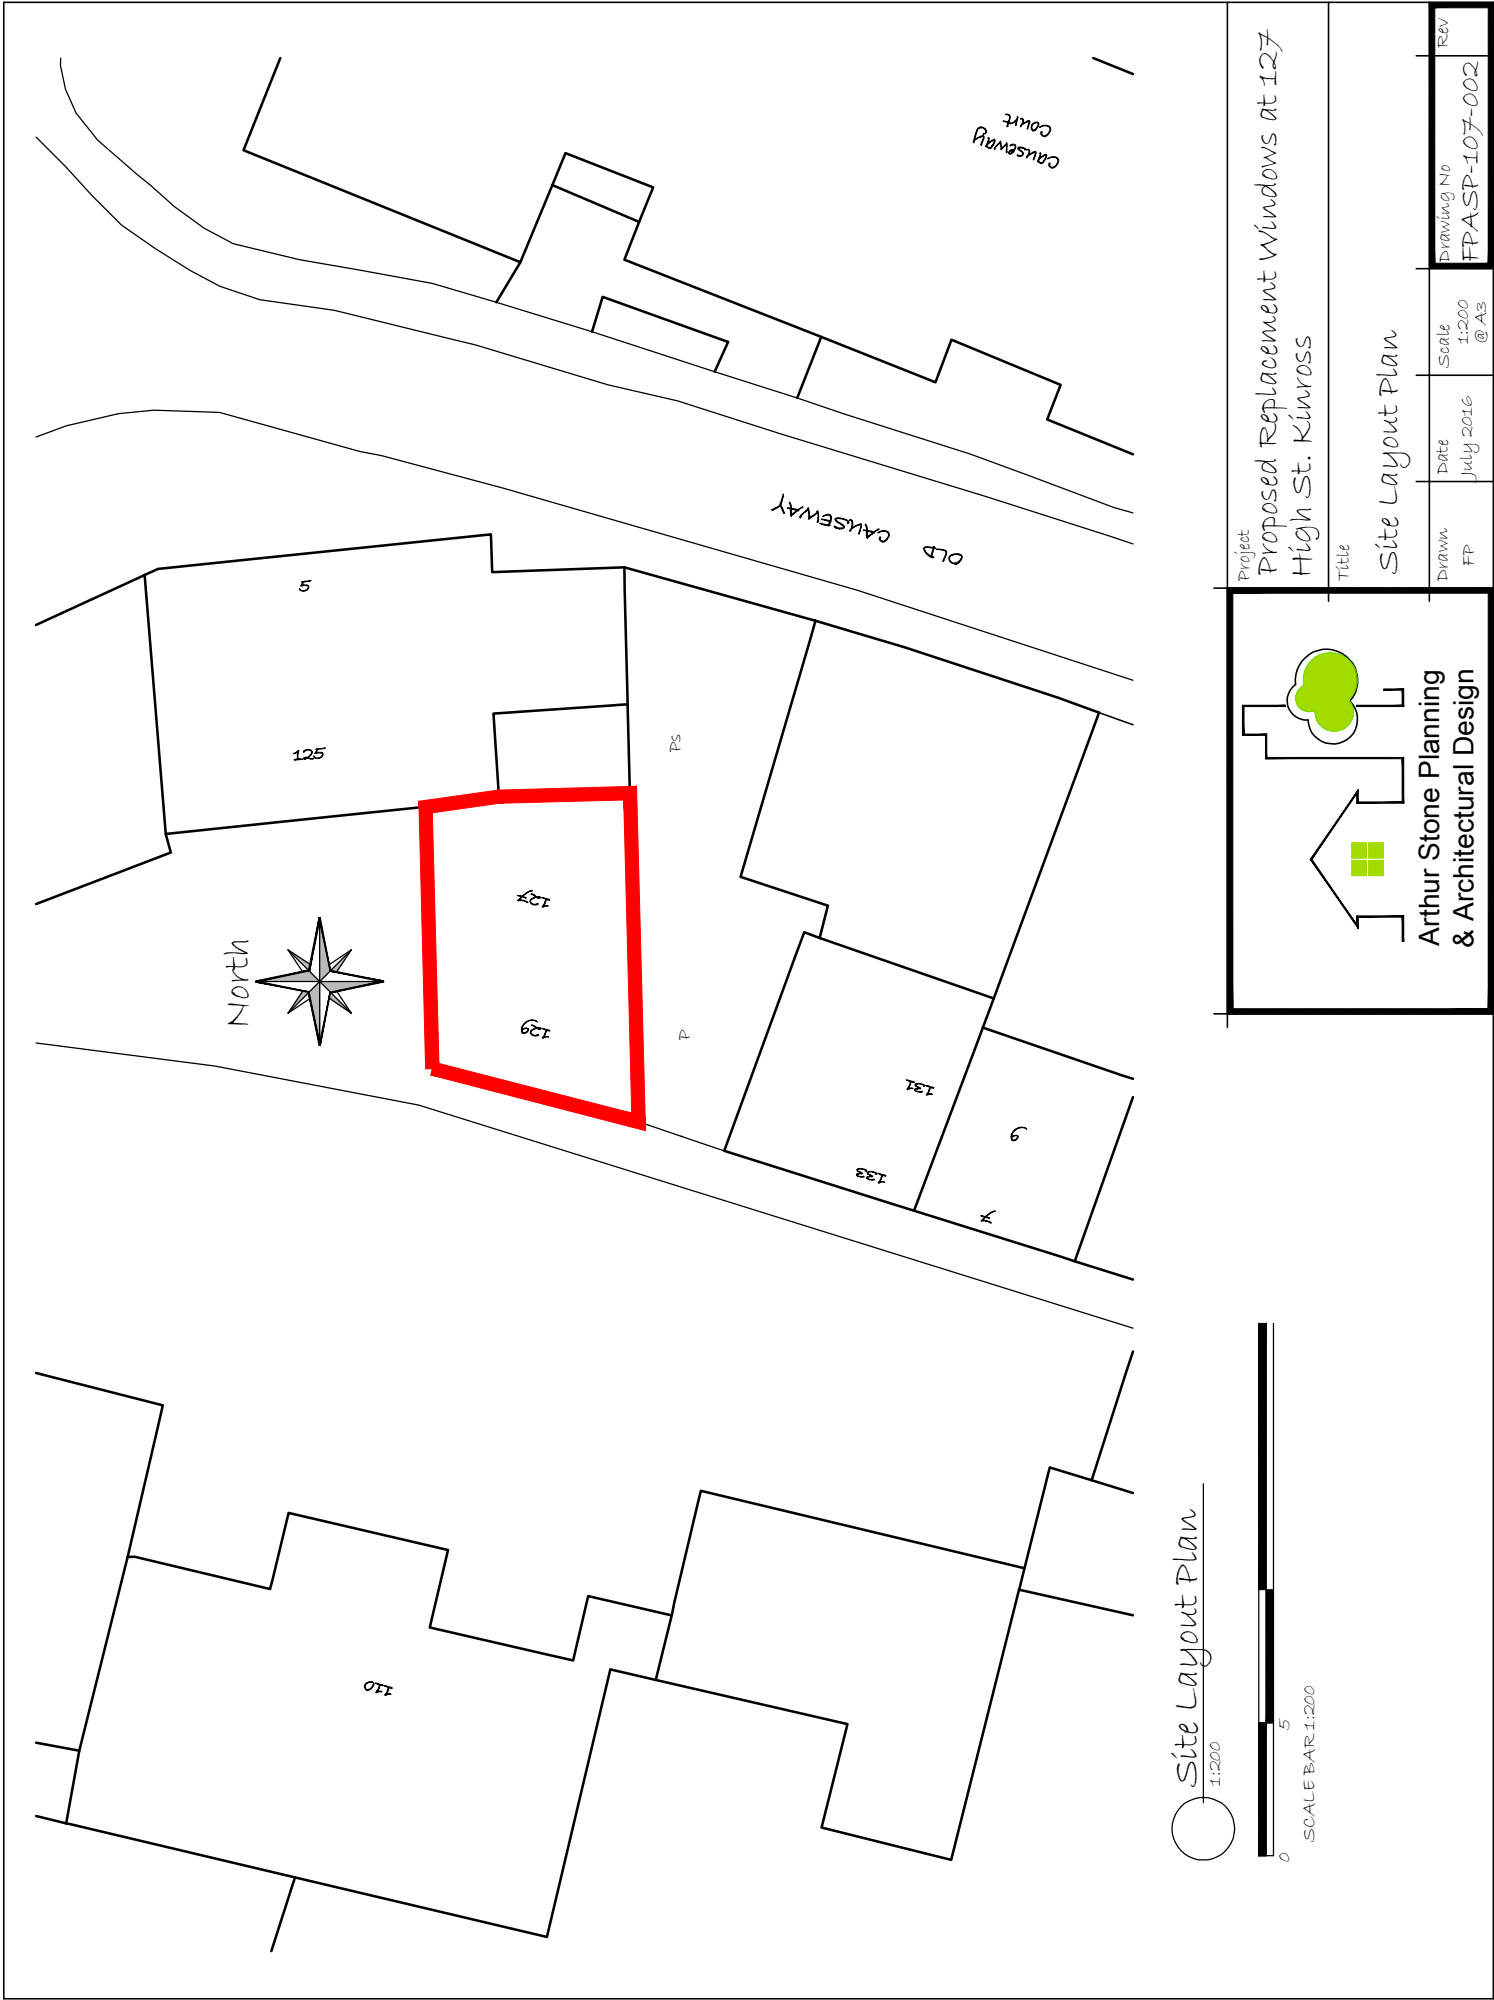 Causeway
Court
OLD CAUSEWAY
5
125
Ps
127
129
P
131
133
9
7
110
North
Site Layout Plan
1:200
0
5
SCALE BAR 1:200
Project
Proposed Replacement Windows at 127
High St. Kinross
Title
Site Layout Plan
Drawn
FP
Date
July 2016
Scale
1:200
@ A3
Drawing No
FPASP-107-002
Rev
Arthur Stone Planning
& Architectural Design